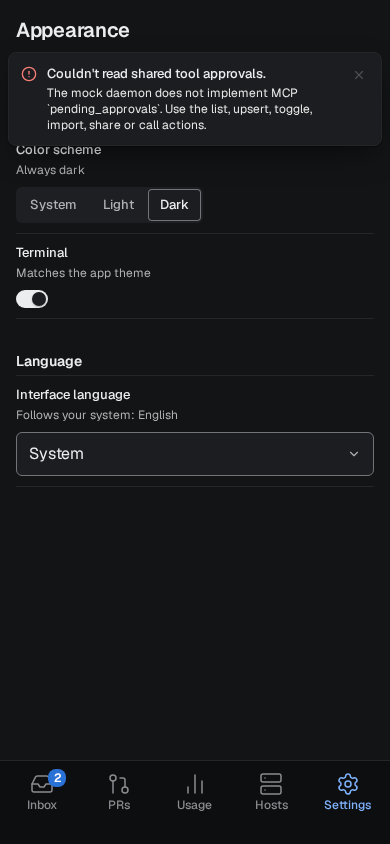 Appearance
Couldn't read shared tool approvals.
The mock daemon does not implement MCP
`pending_approvals`. Use the list, upsert, toggle,
import, share or call actions.
Color scheme
Always dark
System
Light
Dark
Terminal
Matches the app theme
Language
Interface language
Follows your system: English
System
2
Inbox
PRs
Usage
Hosts
Settings